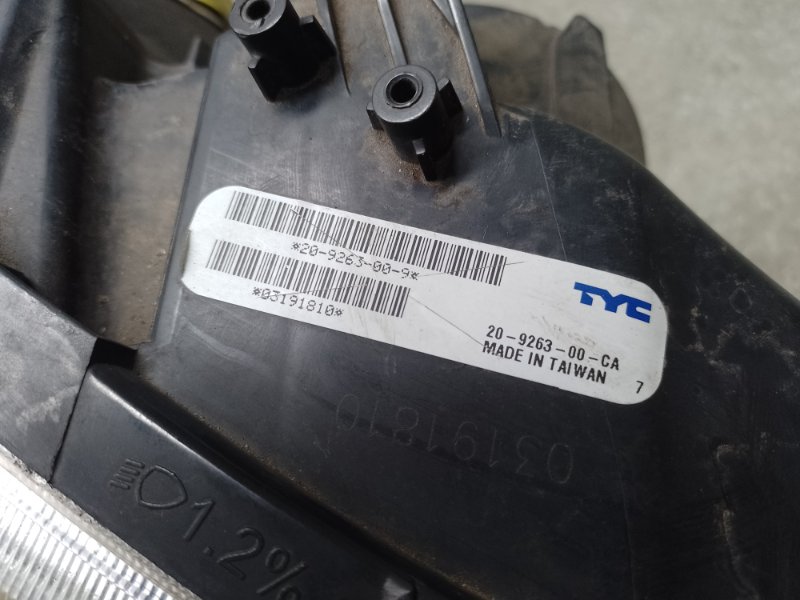 *20-9263-00-9*
*03191810*
TYC
20-9263-00-CA
MADE IN TAIWAN
7
03191810
1.2%